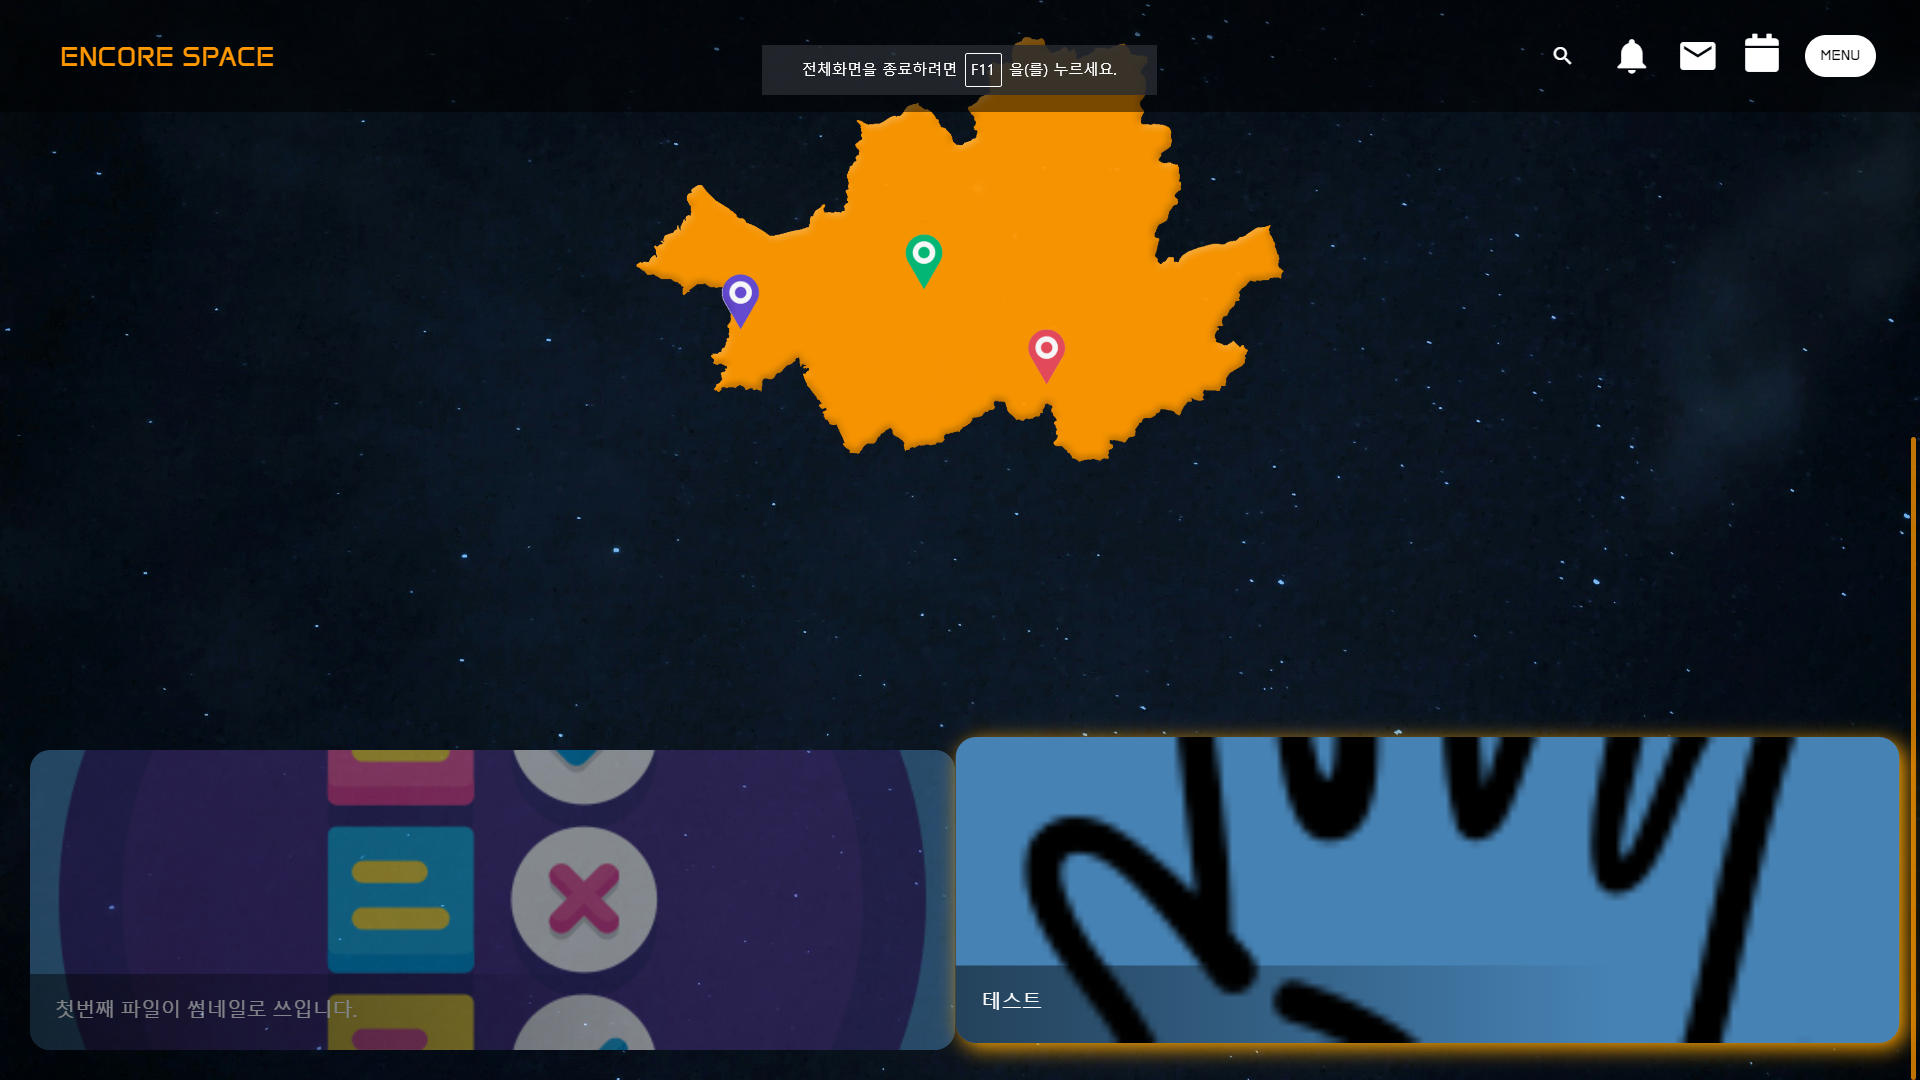 ENCORE SPACE
전체화면을 종료하려면 F11 을(를) 누르세요.
MENU
첫번째 파일이 썸네일로 쓰입니다.
테스트